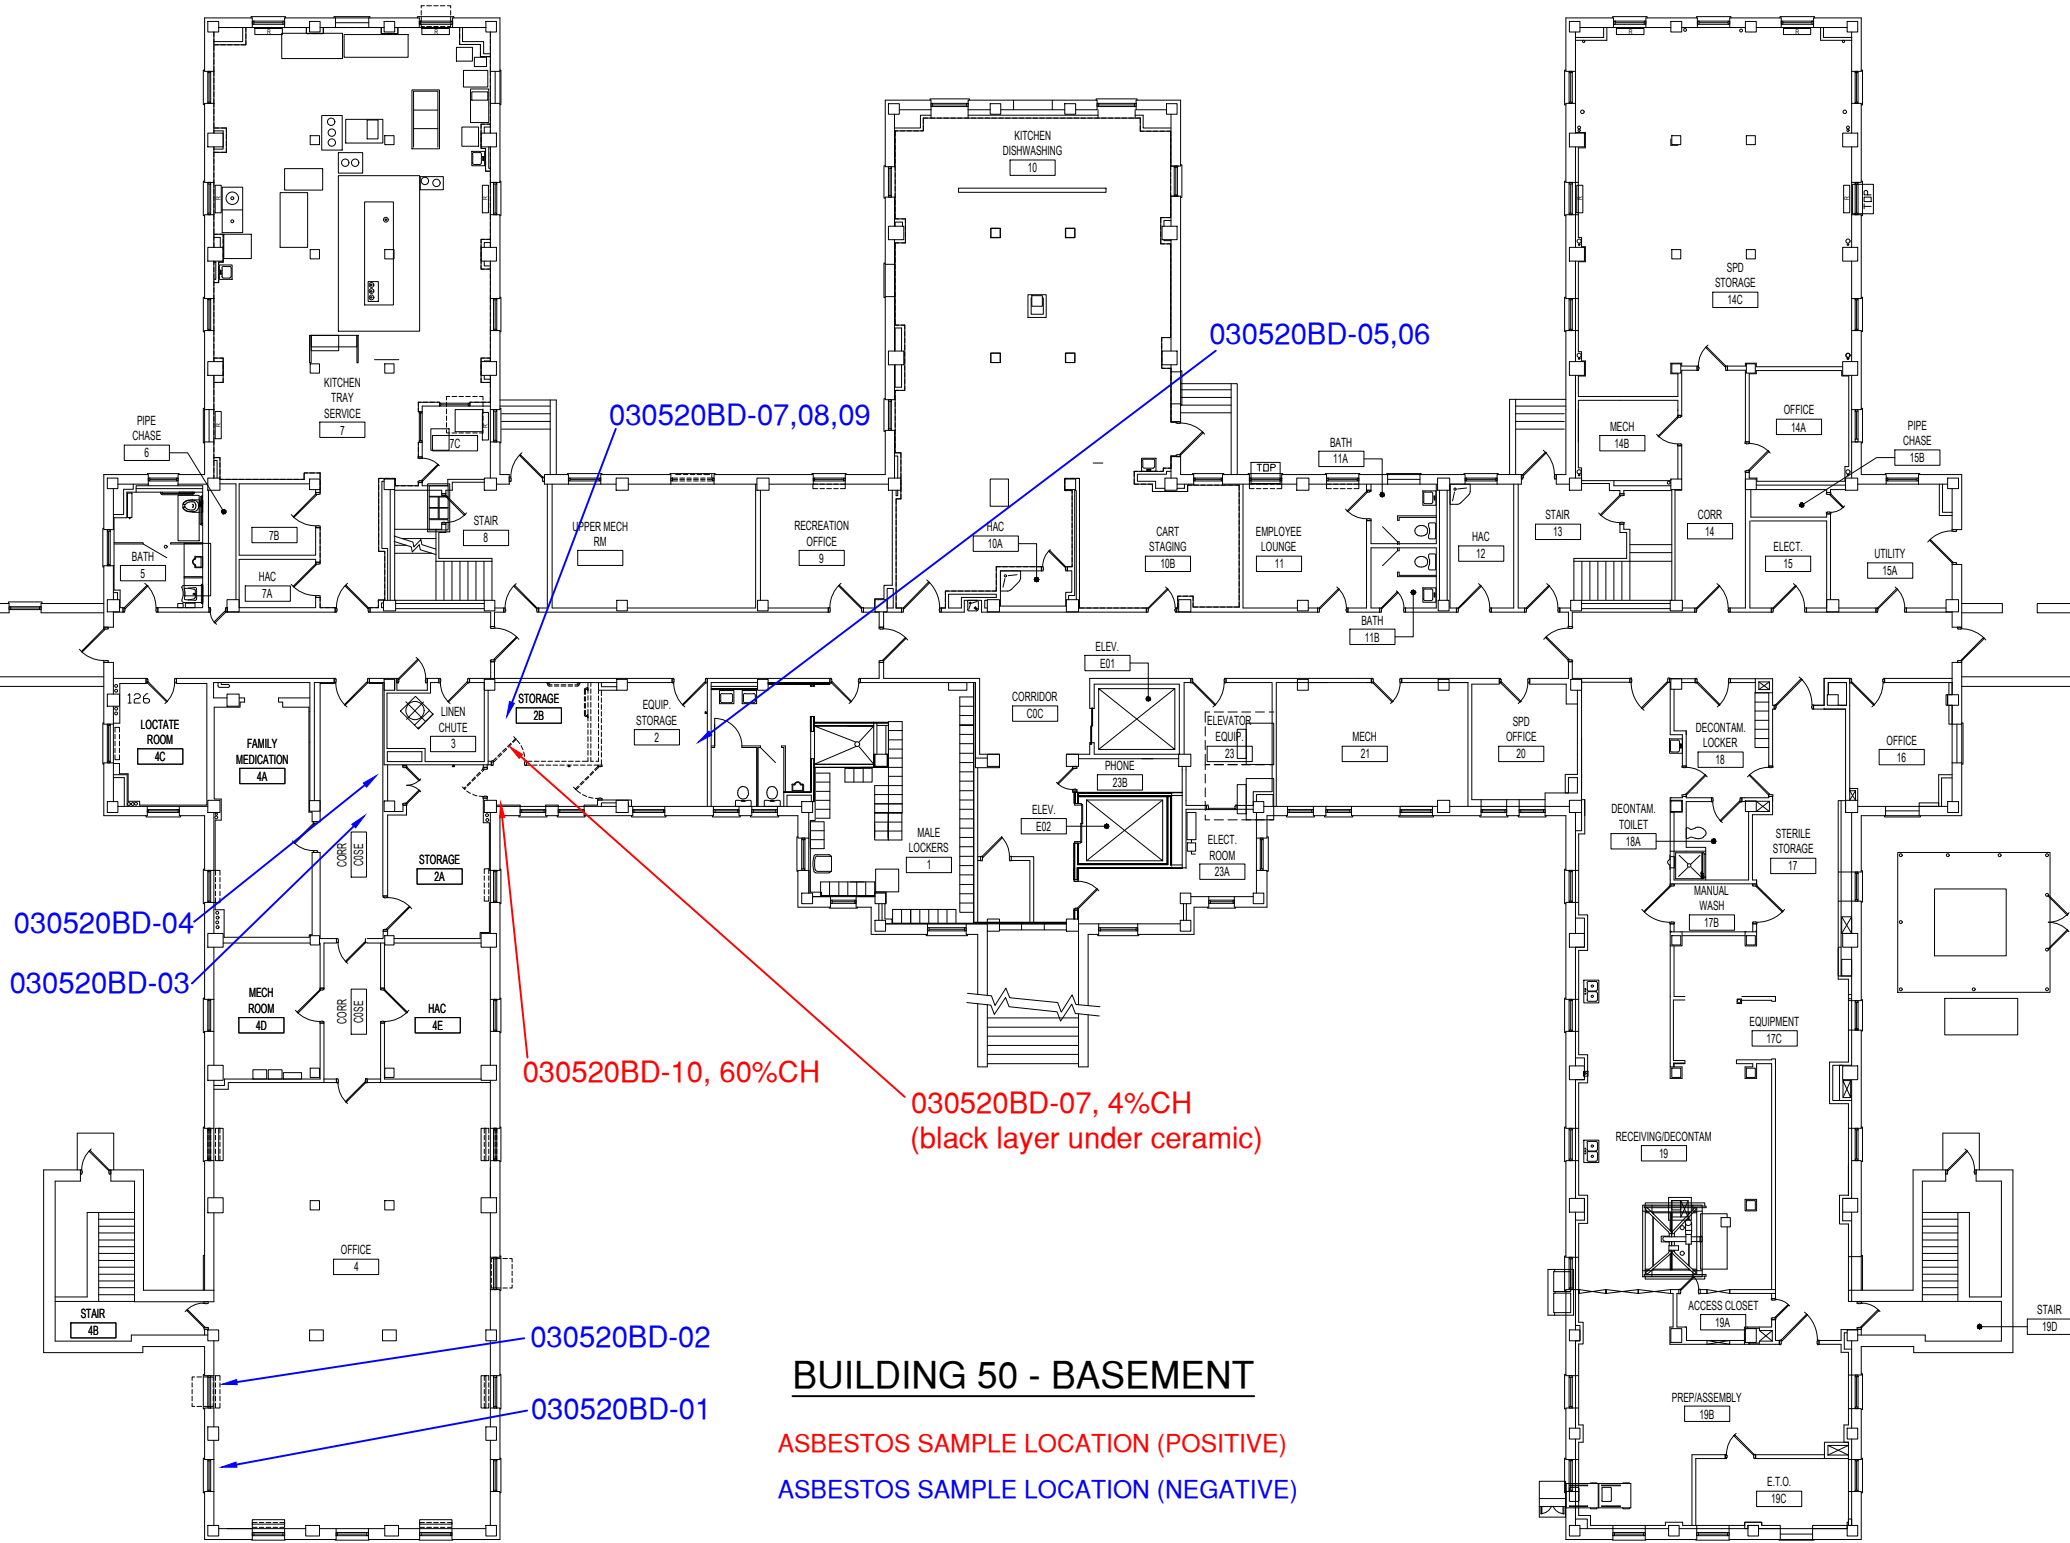 KITCHEN
DISHWASHING
10
SPD
STORAGE
14C
TOP
030520BD-05,06
KITCHEN
TRAY
SERVICE
7
030520BD-07,08,09
7C
PIPE
CHASE
6
OFFICE
14A
MECH
14B
PIPE
CHASE
15B
BATH
11A
TOP
7B
STAIR
8
UPPER MECH
RM
RECREATION
OFFICE
9
HAC
10A
CART
STAGING
10B
EMPLOYEE
LOUNGE
11
HAC
12
STAIR
13
CORR
14
ELECT.
15
UTILITY
15A
BATH
5
HAC
7A
BATH
11B
ELEV.
E01
126
LOCTATE
ROOM
4C
FAMILY
MEDICATION
4A
LINEN
CHUTE
3
STORAGE
2B
EQUIP.
STORAGE
2
CORRIDOR
C0C
ELEVATOR
EQUIP.
23
MECH
21
SPD
OFFICE
20
DECONTAM.
LOCKER
18
OFFICE
16
PHONE
23B
ELEV.
E02
DEONTAM.
TOILET
18A
STERILE
STORAGE
17
MALE
LOCKERS
1
ELECT.
ROOM
23A
CORR
C0SE
STORAGE
2A
MANUAL
WASH
17B
030520BD-04
030520BD-03
MECH
ROOM
4D
CORR
C0SE
HAC
4E
EQUIPMENT
17C
030520BD-10, 60%CH
030520BD-07, 4%CH
(black layer under ceramic)
RECEIVING/DECONTAM
19
OFFICE
4
STAIR
4B
ACCESS CLOSET
19A
STAIR
19D
030520BD-02
030520BD-01
BUILDING 50 - BASEMENT
PREP/ASSEMBLY
19B
ASBESTOS SAMPLE LOCATION (POSITIVE)
ASBESTOS SAMPLE LOCATION (NEGATIVE)
E.T.O.
19C